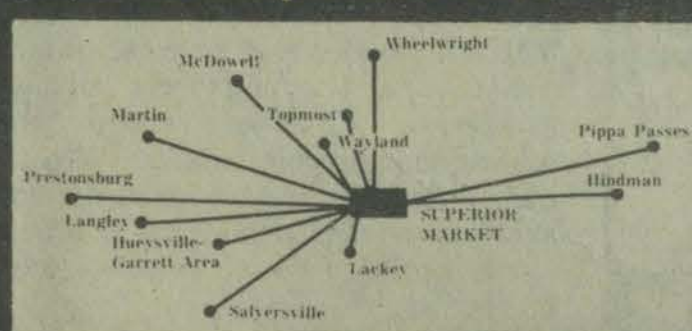 Wheelwright
McDowell
Topmost
Martin
Wayland
Pippa Passes
Prestonsburg
Hindman
Langley
SUPERIOR
MARKET
Hueysville-
Garrett Area
Lackey
Salyersville